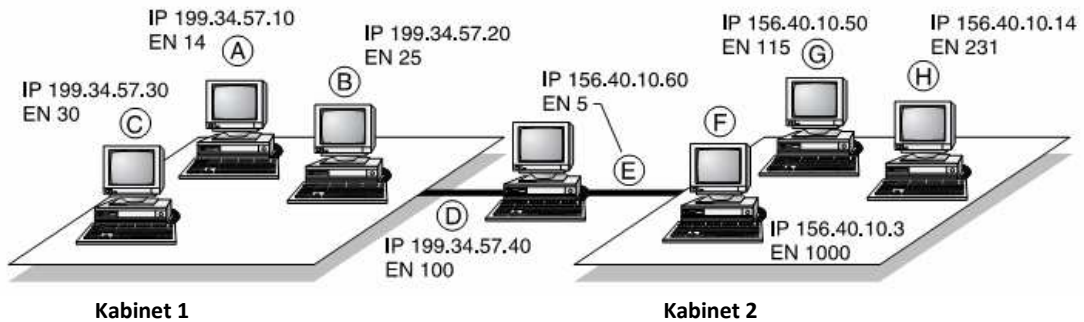 IP 199.34.57.10
EN 14
A
IP 199.34.57.20
EN 25
B
IP 199.34.57.30
EN 30
C
IP 156.40.10.60
EN 5
E
D
IP 199.34.57.40
EN 100
IP 156.40.10.50
EN 115
G
IP 156.40.10.14
EN 231
H
F
IP 156.40.10.3
EN 1000
Kabinet 1
Kabinet 2